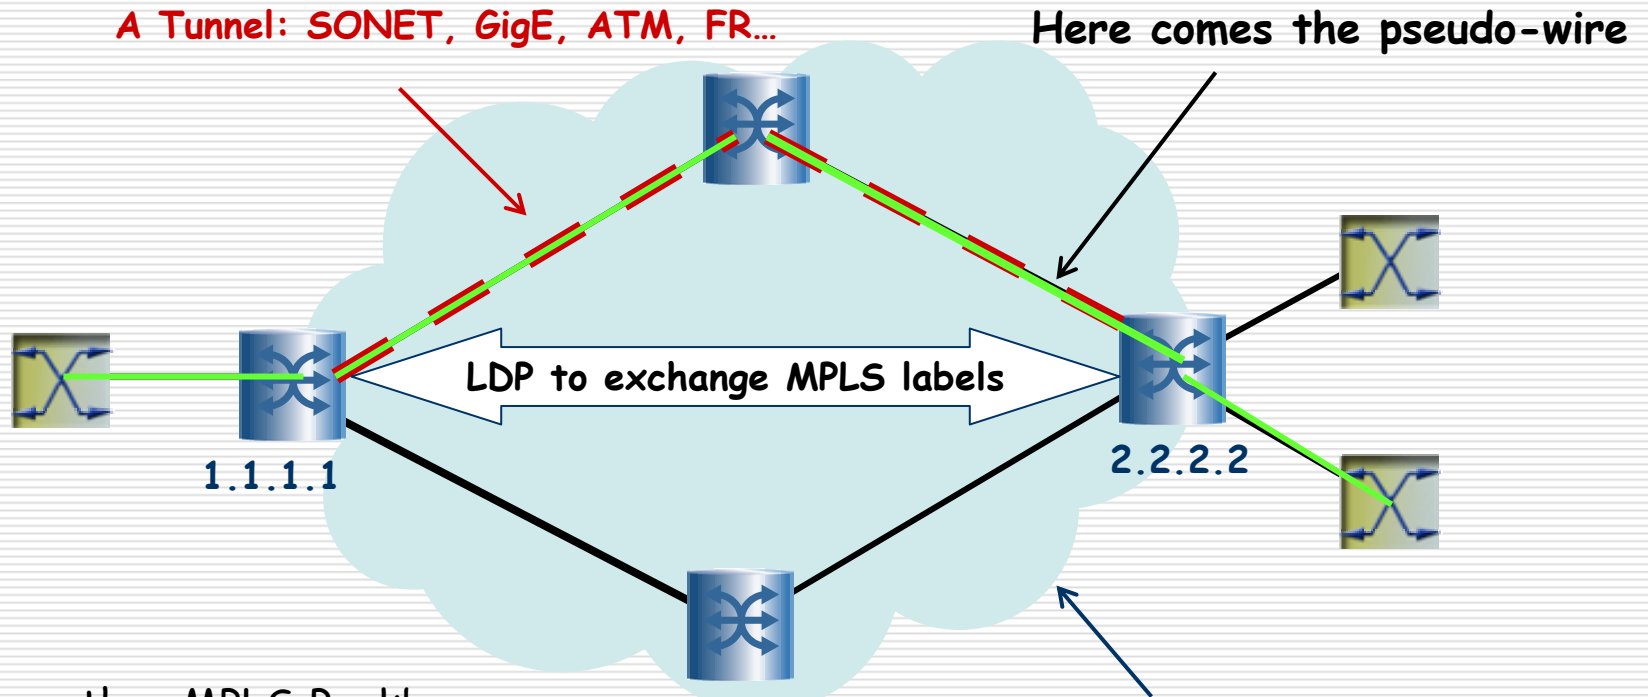 A Tunnel: SONET, GigE, ATM, FR...
Here comes the pseudo-wire
LDP to exchange MPLS labels
1.1.1.1
2.2.2.2